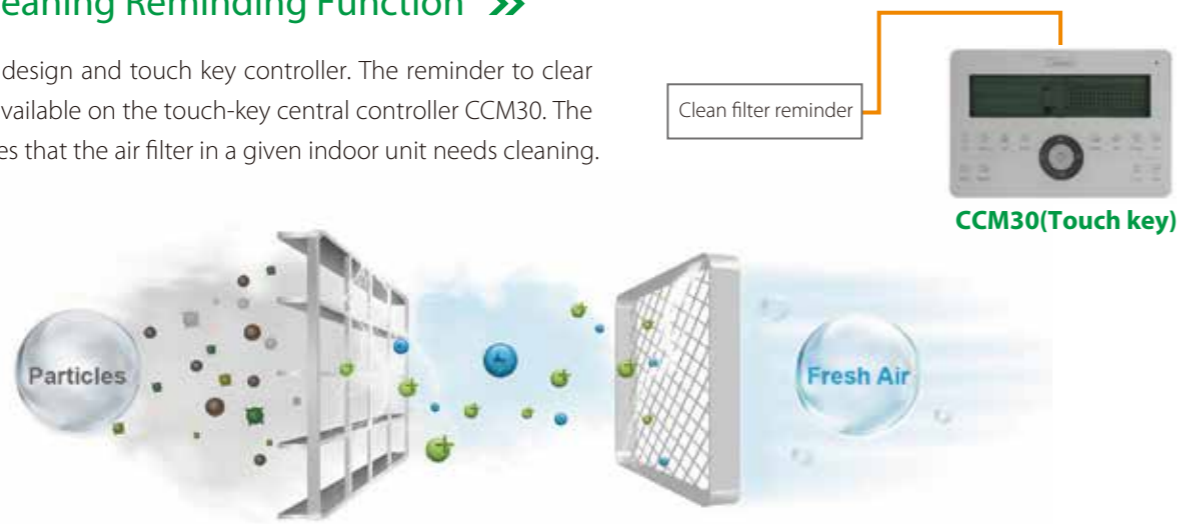 eaning Reminding Function »
design and touch key controller. The reminder to clear
vailable on the touch-key central controller CCM30. The
es that the air filter in a given indoor unit needs cleaning.
Clean filter reminder
CCM30(Touch key)
Particles
Fresh Air